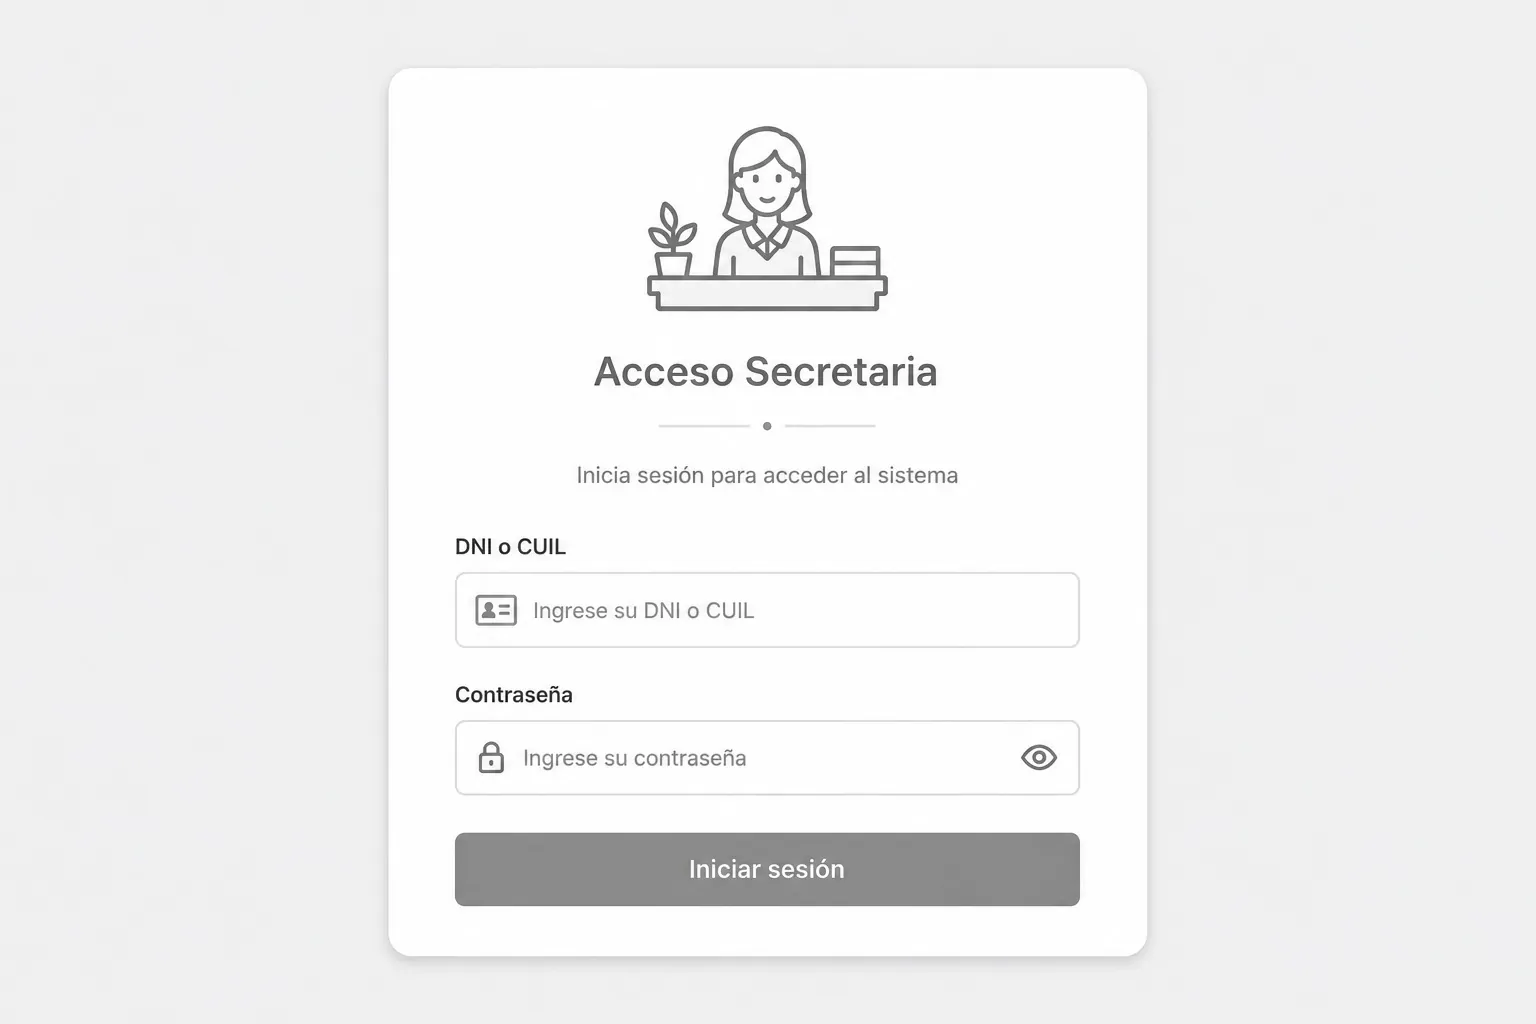 Acceso Secretaria
Inicia sesión para acceder al sistema
DNI o CUIL
Ingrese su DNI o CUIL
Contraseña
Ingrese su contraseña
Iniciar sesión